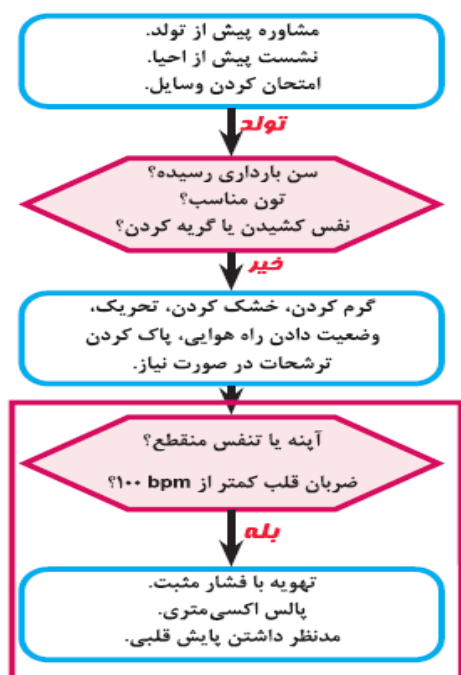 مشاوره پیش از تولد.
نشست پیش از احیا.
امتحان کردن وسایل.
تولد
سن بارداری رسیده؟
تون مناسب؟
نفس کشیدن یا گریه کردن؟
خیر
گرم کردن، خشک کردن، تحریک،
وضعیت دادن راه هوایی، پاک کردن
ترشحات در صورت نیاز.
آپنه یا تنفس منقطع؟
ضربان قلب کمتر از ۱۰۰ bpm؟
بله
تهویه با فشار مثبت.
پالس اکسی‌متری.
مدنظر داشتن پایش قلبی.